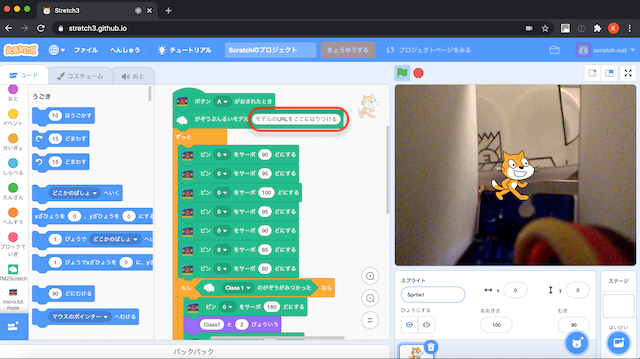 Stretch3
stretch3.github.io
SCRATCH
ファイル
へんしゅう
チュートリアル
Scratchのプロジェクト
きょうゆうする
プロジェクトページをみる
scratch-cat
コード
コスチューム
おと
おと
イベント
せいぎょ
しらべる
えんざん
へんすう
ブロックていぎ
TM2Scratch
micro:bit more
うごき
10 ほうごかす
15 どまわす
15 どまわす
どこかのばしょ へいく
xざひょうを 0 、yざひょうを 0 にする
1 びょうで どこかのばしょ へ
1 びょうでxざひょうを 0 に、yざひ
90 どにむける
マウスのポインター へむける
ボタン A がおされたとき
がぞうぶんるいモデル モデルのURLをここにはりつける
ずっと
ピン 0 をサーボ 90 どにする
ピン 0 をサーボ 95 どにする
ピン 0 をサーボ 100 どにする
ピン 0 をサーボ 95 どにする
ピン 0 をサーボ 90 どにする
ピン 0 をサーボ 85 どにする
ピン 0 をサーボ 80 どにする
もし Class1 のがぞうがみつかった なら
ピン 0 をサーボ 180 どにする
Class1 と 2 びょういう
バックパック
スプライト
Sprite1
x 0
y 0
ひょうじする
おおきさ
100
むき
90
ステージ
はいけい